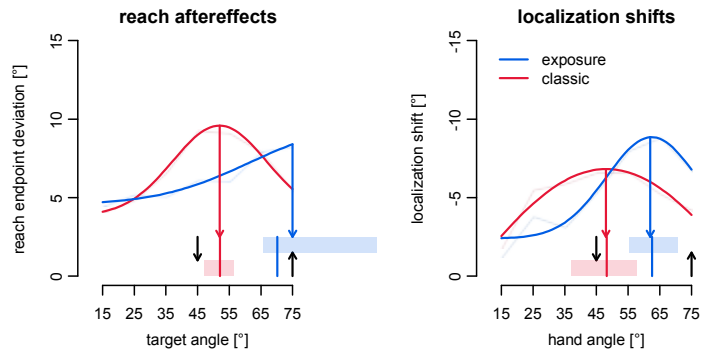 reach aftereffects
reach endpoint deviation [°]
15
10
5
0
15 25 35 45 55 65 75
target angle [°]
localization shifts
localization shift [°]
-15
-10
-5
0
exposure
classic
15 25 35 45 55 65 75
hand angle [°]